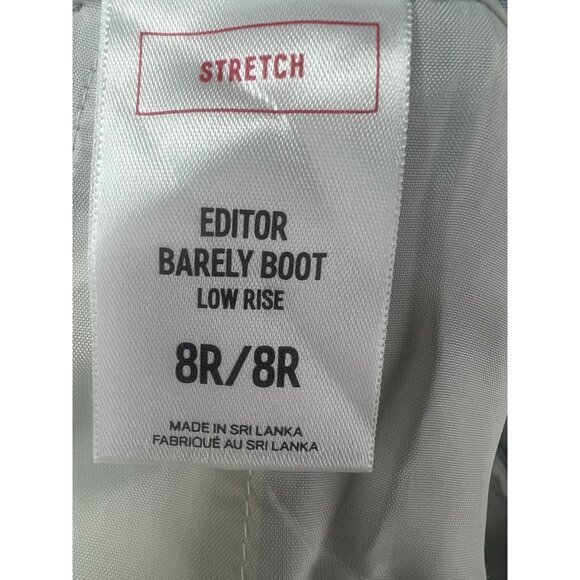 STRETCH
EDITOR
BARELY BOOT
LOW RISE
8R/8R
MADE IN SRI LANKA
FABRIQUÉ AU SRI LANKA